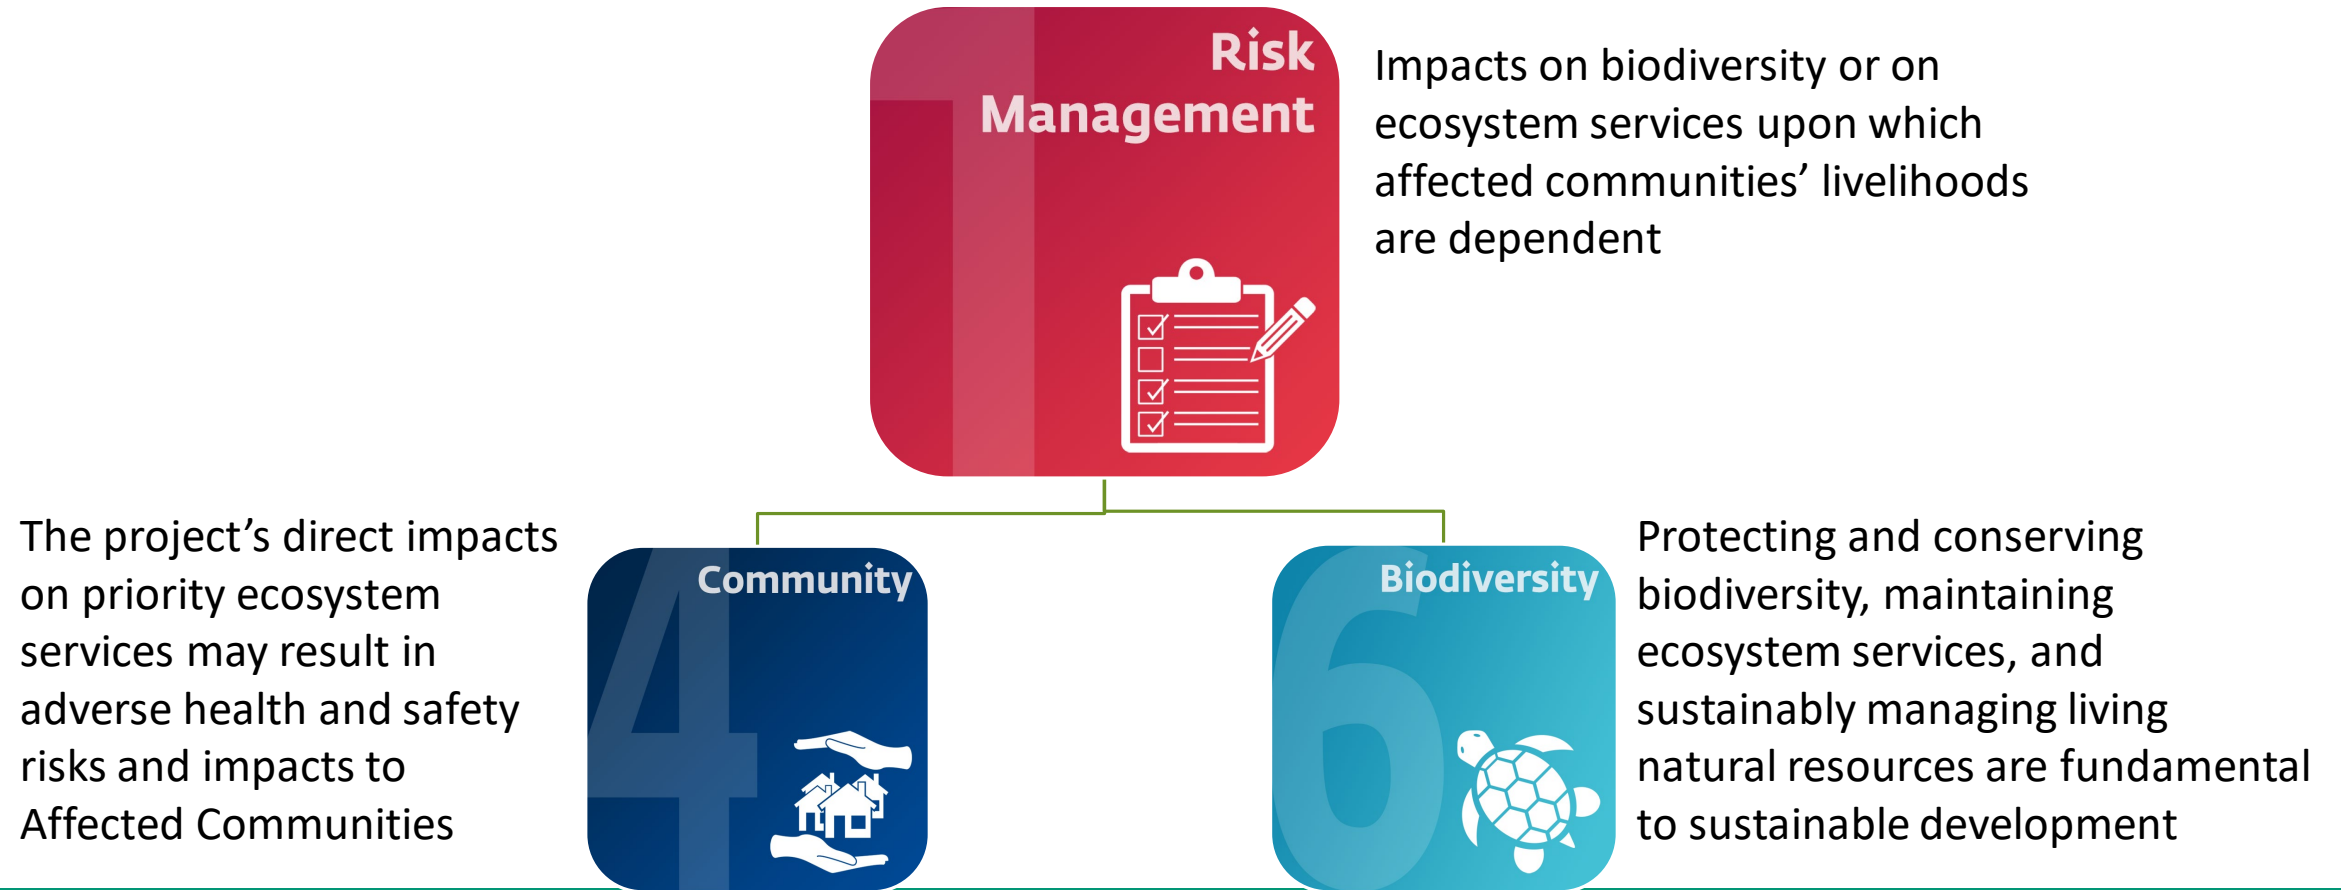 1
Risk
Management
Impacts on biodiversity or on
ecosystem services upon which
affected communities’ livelihoods
are dependent
The project’s direct impacts
on priority ecosystem
services may result in
adverse health and safety
risks and impacts to
Affected Communities
4
Community
6
Biodiversity
Protecting and conserving
biodiversity, maintaining
ecosystem services, and
sustainably managing living
natural resources are fundamental
to sustainable development